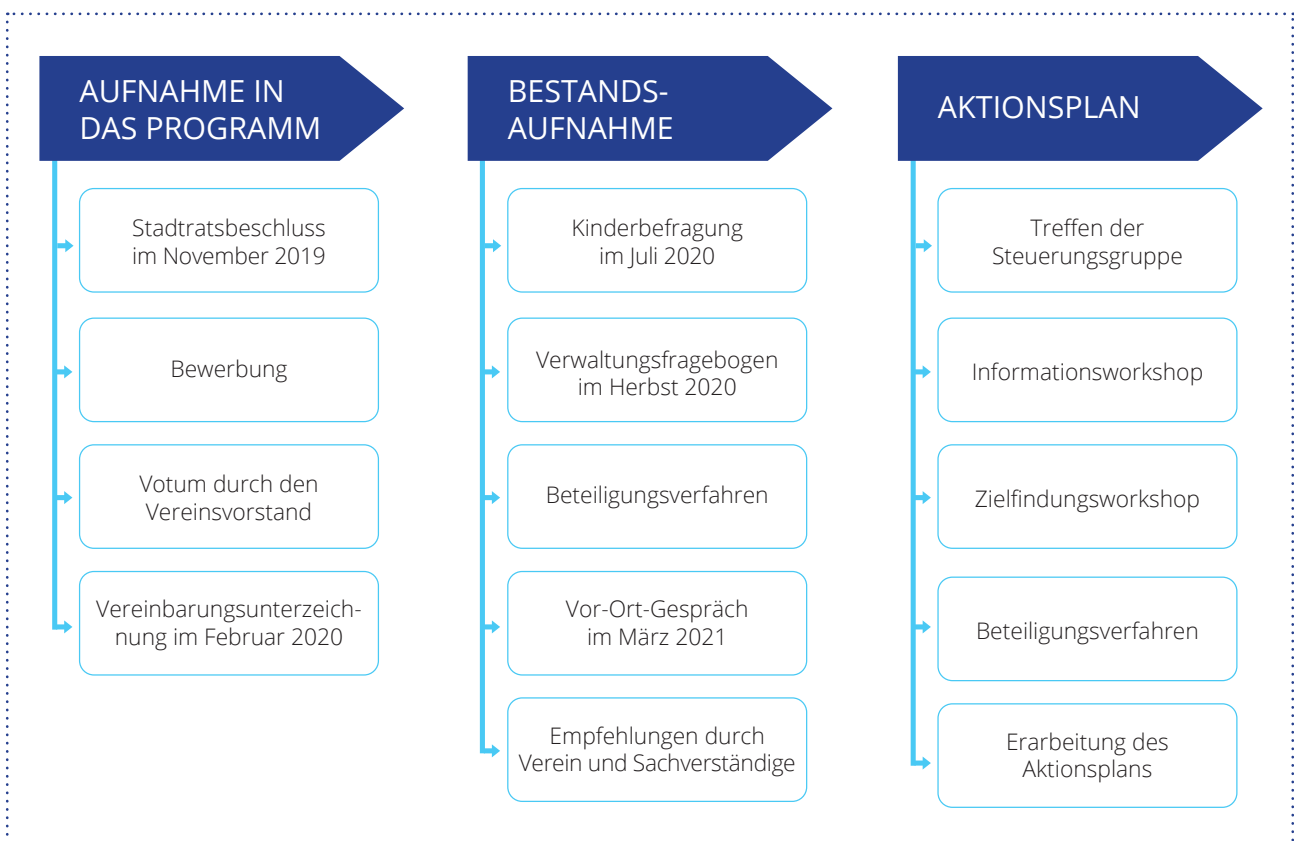 AUFNAHME IN
DAS PROGRAMM
Stadtratsbeschluss
im November 2019
Bewerbung
Votum durch den
Vereinsvorstand
Vereinbarungsunterzeich-
nung im Februar 2020
BESTANDS-
AUFNAHME
Kinderbefragung
im Juli 2020
Verwaltungsfragebogen
im Herbst 2020
Beteiligungsverfahren
Vor-Ort-Gespräch
im März 2021
Empfehlungen durch
Verein und Sachverständige
AKTIONSPLAN
Treffen der
Steuerungsgruppe
Informationsworkshop
Zielfindungsworkshop
Beteiligungsverfahren
Erarbeitung des
Aktionsplans